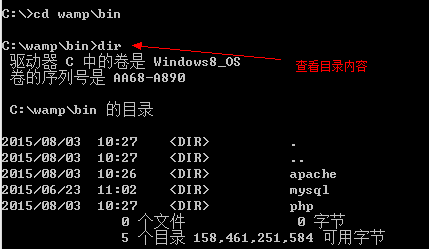 C:\>cd wamp\bin
C:\wamp\bin>dir
驱动器 C 中的卷是 Windows8_OS
查看目录内容
卷的序列号是 AA68-A890
C:\wamp\bin 的目录
2015/08/03 10:27 <DIR> .
2015/08/03 10:27 <DIR> ..
2015/08/03 10:26 <DIR> apache
2015/06/23 11:02 <DIR> mysql
2015/08/03 10:27 <DIR> php
0 个文件 0 字节
5 个目录 158,461,251,584 可用字节